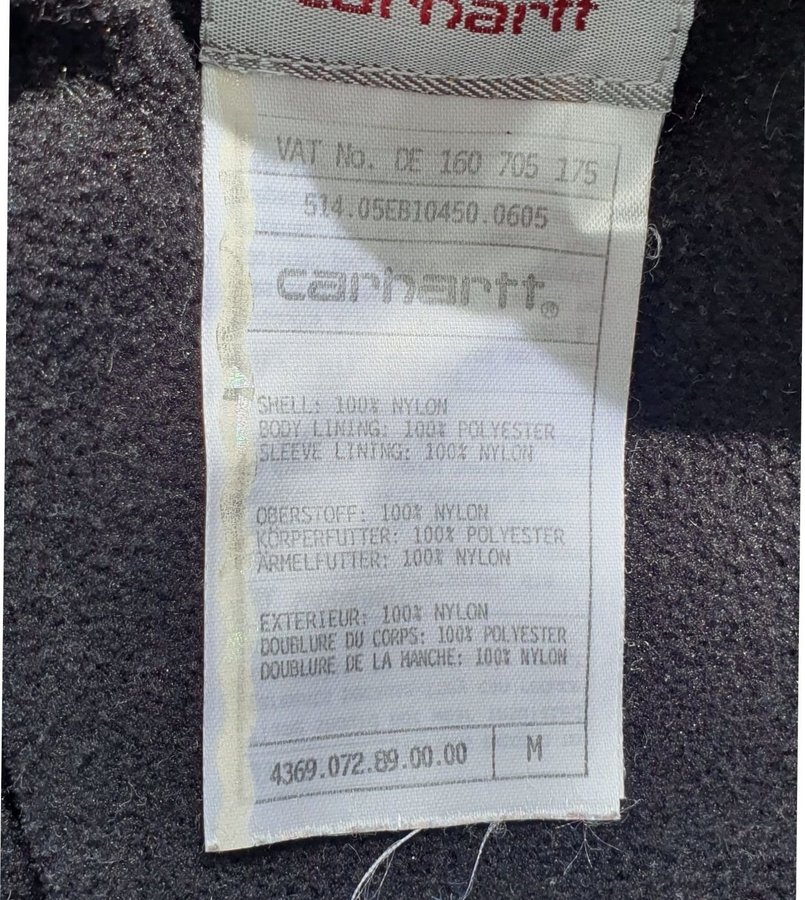 carhartt
VAT No. DE 160 705 175
514.05EB10450.0605
carhartt®
SHELL: 100% NYLON
BODY LINING: 100% POLYESTER
SLEEVE LINING: 100% NYLON
OBERSTOFF: 100% NYLON
KÖRPERFUTTER: 100% POLYESTER
ÄRMELFUTTER: 100% NYLON
EXTERIEUR: 100% NYLON
DOUBLURE DU CORPS: 100% POLYESTER
DOUBLURE DE LA MANCHE: 100% NYLON
4369.072.89.00.00 M